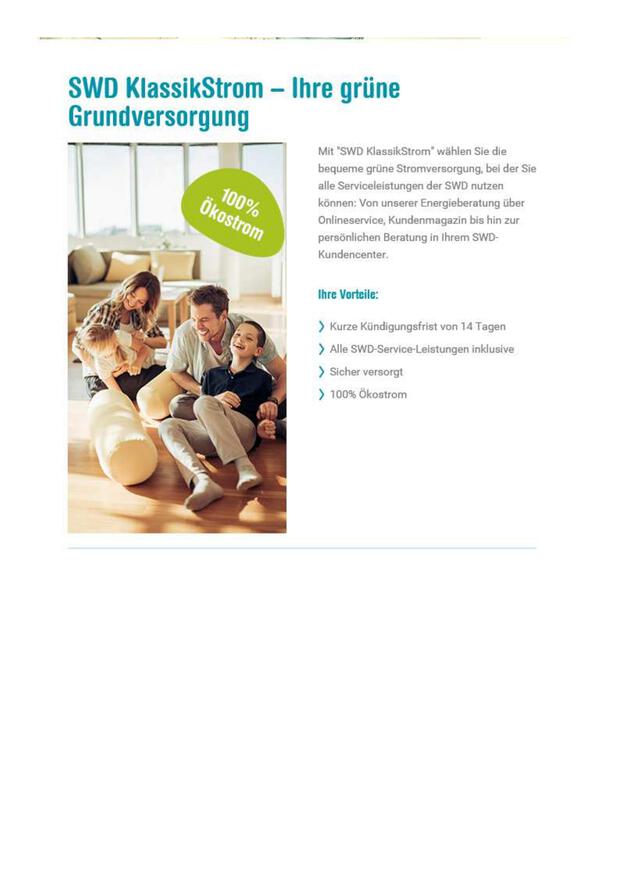 SWD KlassikStrom – Ihre grüne
Grundversorgung
100%
Ökostrom
Mit "SWD KlassikStrom" wählen Sie die
bequeme grüne Stromversorgung, bei der Sie
alle Serviceleistungen der SWD nutzen
können: Von unserer Energieberatung über
Onlineservice, Kundenmagazin bis hin zur
persönlichen Beratung in Ihrem SWD-
Kundencenter.
Ihre Vorteile:
Kurze Kündigungsfrist von 14 Tagen
Alle SWD-Service-Leistungen inklusive
Sicher versorgt
100% Ökostrom